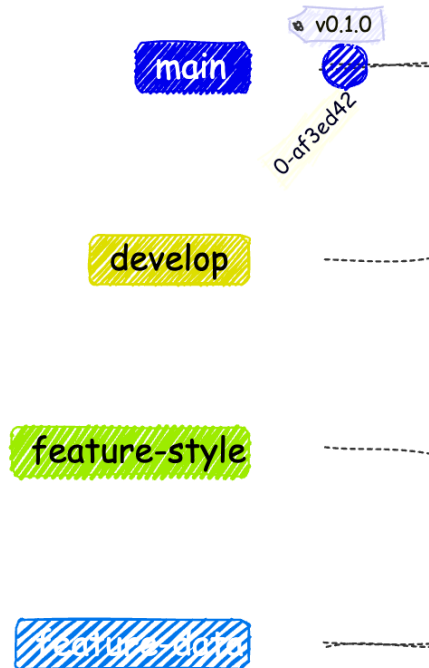 v0.1.0
main
0-af3ed42
develop
feature-style
feature-data